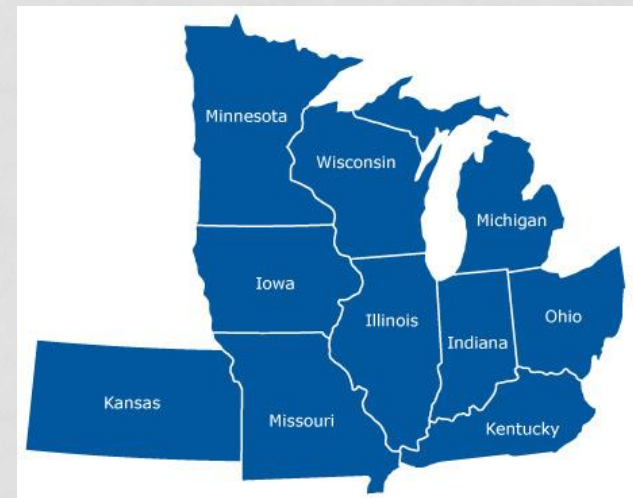 Minnesota
Wisconsin
Michigan
Iowa
Illinois
Ohio
Indiana
Kansas
Missouri
Kentucky